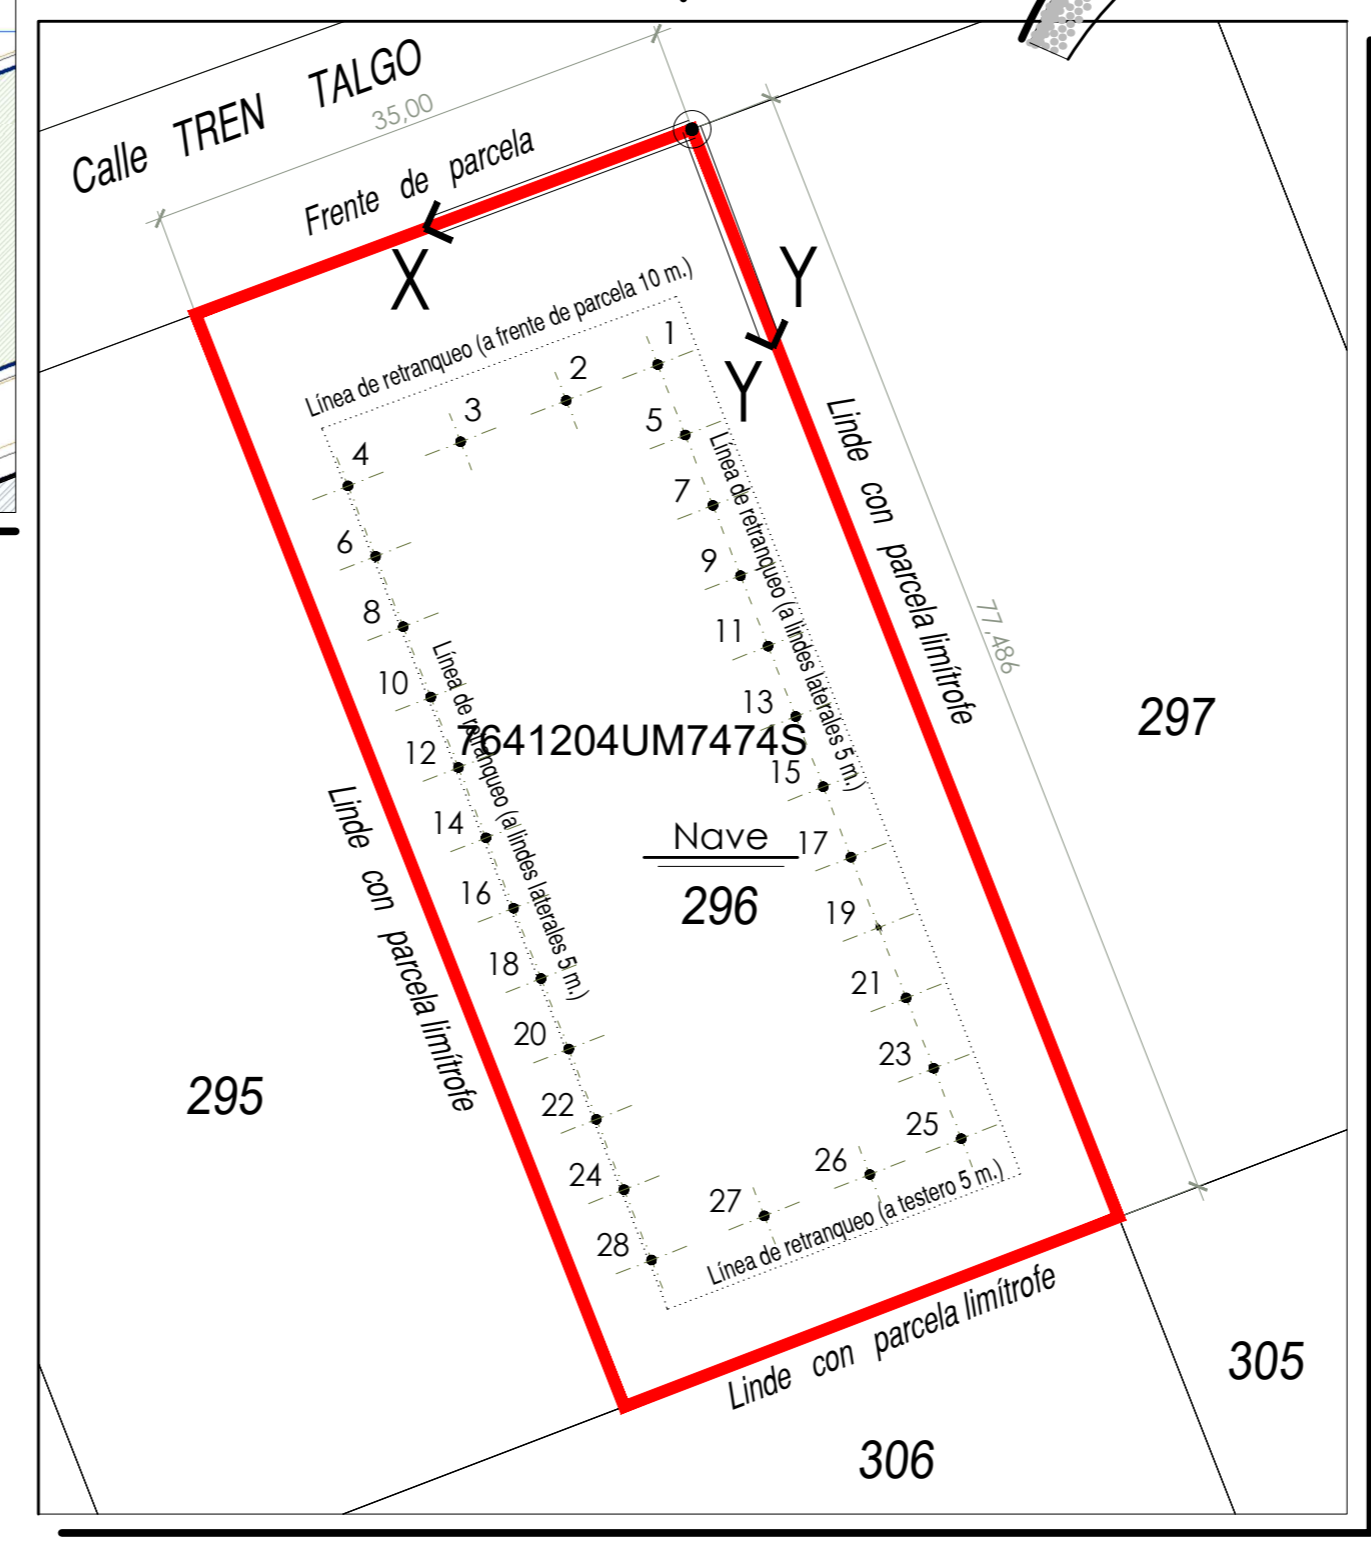 Calle TREN TALGO
35,00
Frente de parcela
X
Y
Y
Línea de retranqueo (a frente de parcela 10 m.)
1
2
3
4
5
6
7
8
9
10
11
12
13
14
15
16
17
18
19
20
21
22
23
24
25
26
27
28
Línea de retranqueo (a lindes laterales 5 m.)
Línea de retranqueo (a lindes laterales 5 m.)
Linde con parcela limítrofe
77,486
297
7641204UM7474S
Nave
296
Linde con parcela limítrofe
295
Línea de retranqueo (a testero 5 m.)
Linde con parcela limítrofe
305
306